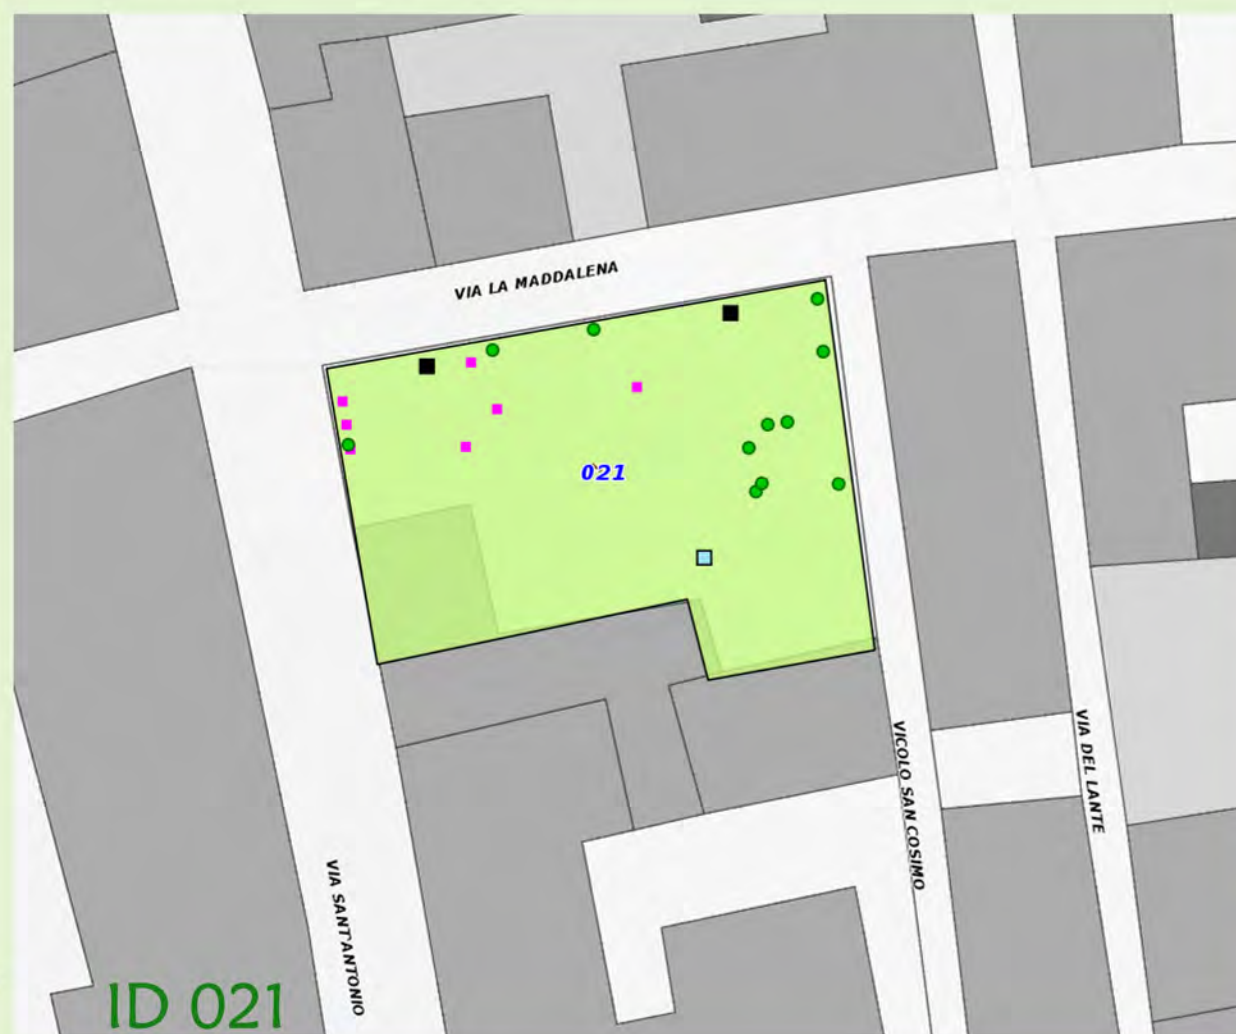 VIA LA MADDALENA
021
VICOLO SAN COSIMO
VIA DEL LANTE
VIA SANT'ANTONIO
ID 021